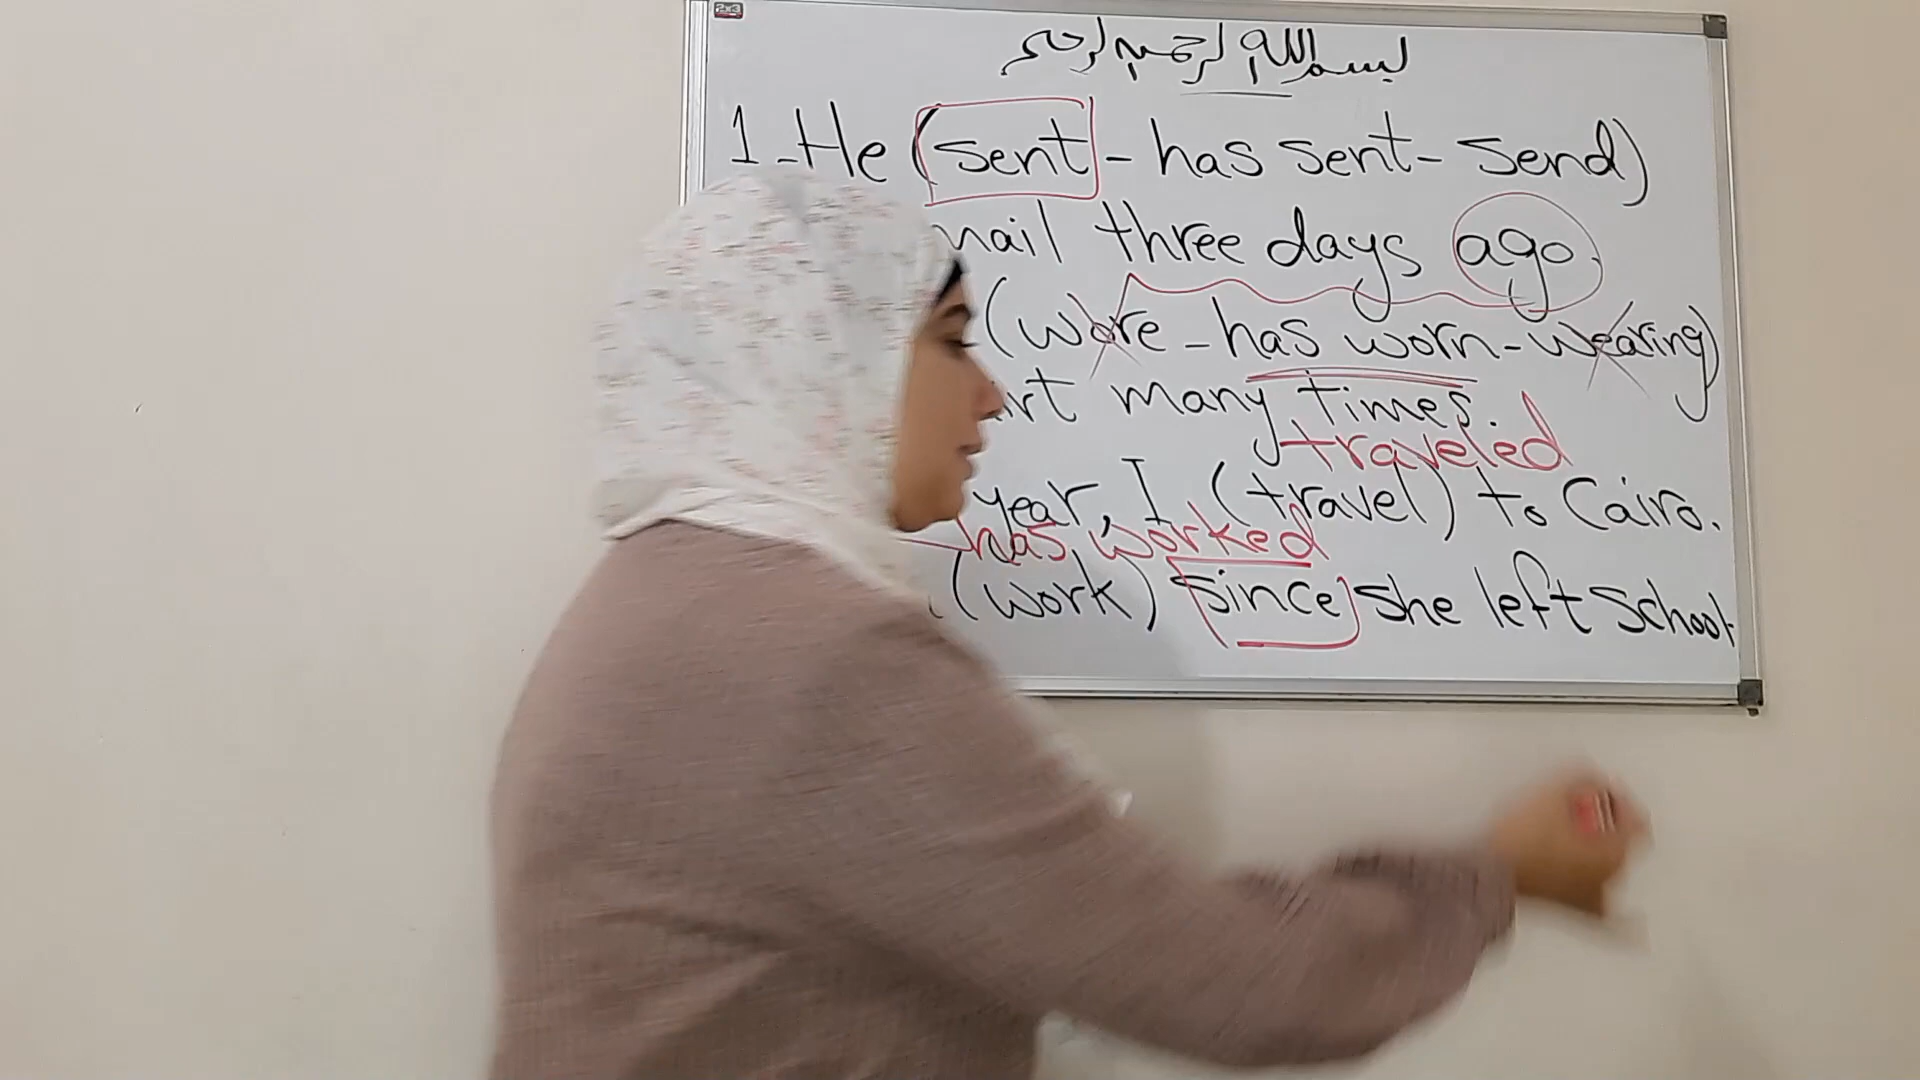 بسم الله الرحمن الرحيم
1-He (sent - has sent - send)
mail three days ago.
(wore - has worn - wearing)
many times.
traveled
year, I (travel) to Cairo.
has worked
(work) since she left school.